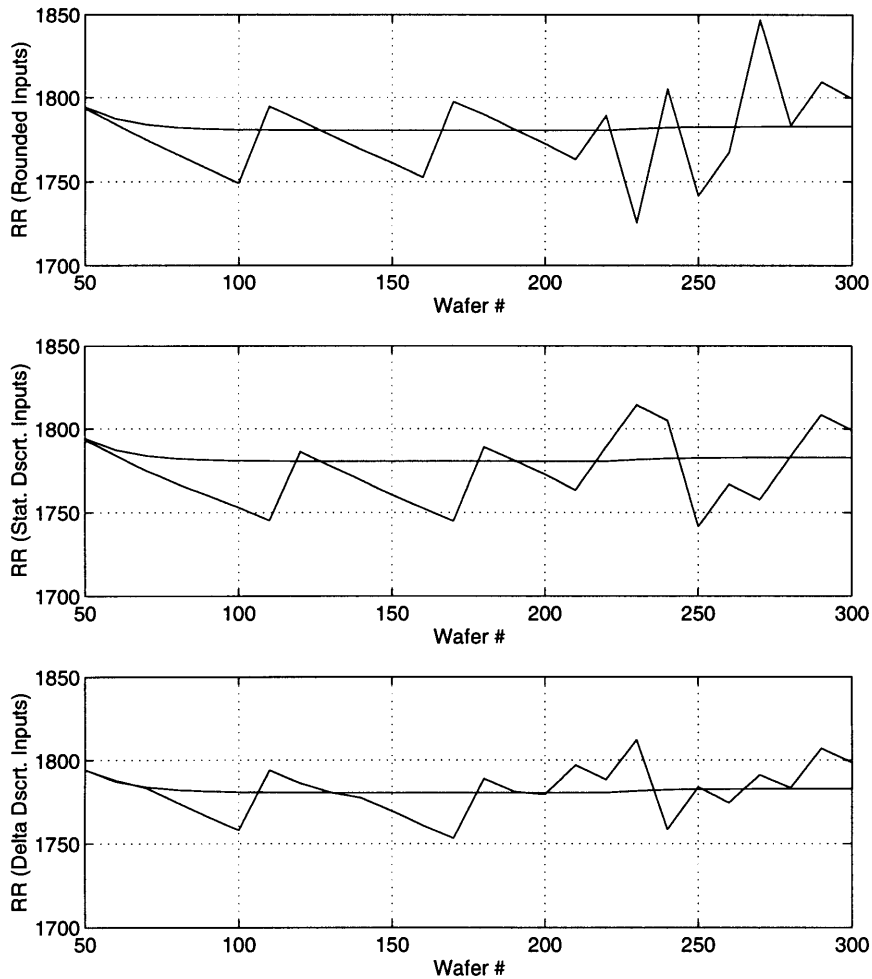 RR (Rounded Inputs)
1850
1800
1750
1700
50 100 150 200 250 300
Wafer #
RR (Stat. Dscrt. Inputs)
1850
1800
1750
1700
50 100 150 200 250 300
Wafer #
RR (Delta Dscrt. Inputs)
1850
1800
1750
1700
50 100 150 200 250 300
Wafer #